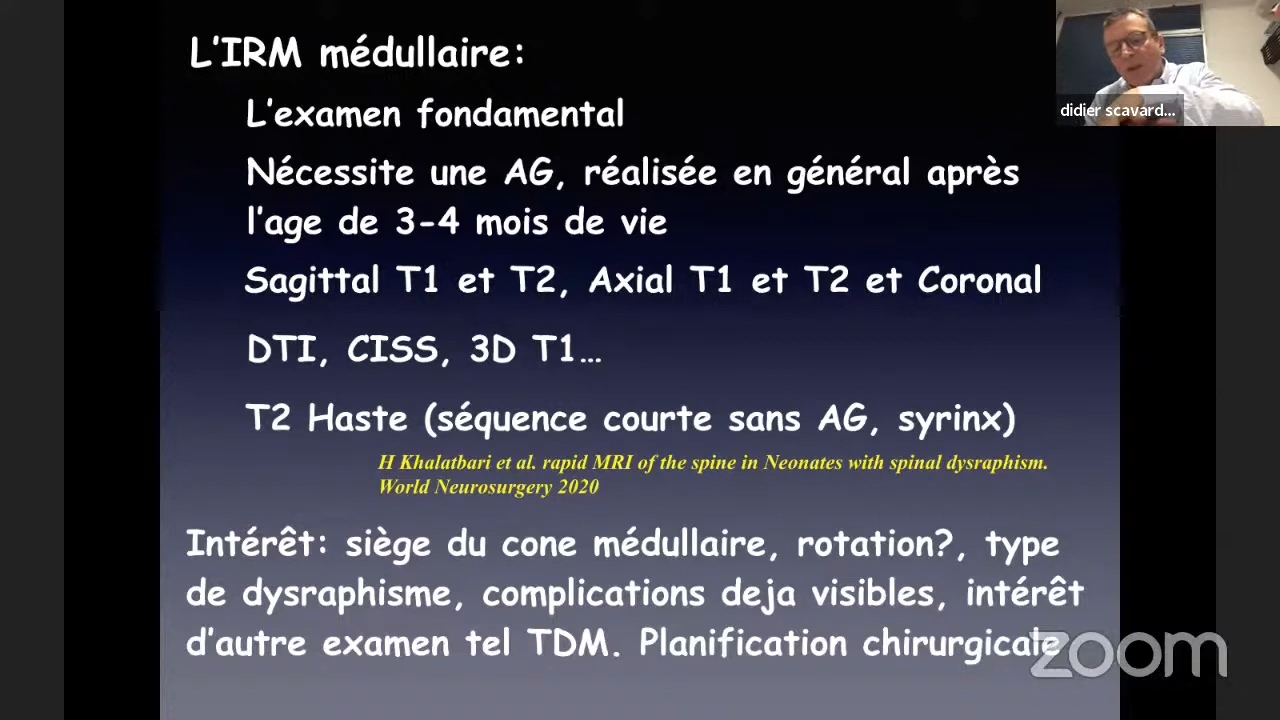 L'IRM médullaire:
didier scavard...
L'examen fondamental
Nécessite une AG, réalisée en général après
l'age de 3-4 mois de vie
Sagittal T1 et T2, Axial T1 et T2 et Coronal
DTI, CISS, 3D T1...
T2 Haste (séquence courte sans AG, syrinx)
H Khalatbari et al. rapid MRI of the spine in Neonates with spinal dysraphism.
World Neurosurgery 2020
Intérêt: siège du cone médullaire, rotation?, type
de dysraphisme, complications deja visibles, intérêt
d'autre examen tel TDM. Planification chirurgicale
zoom